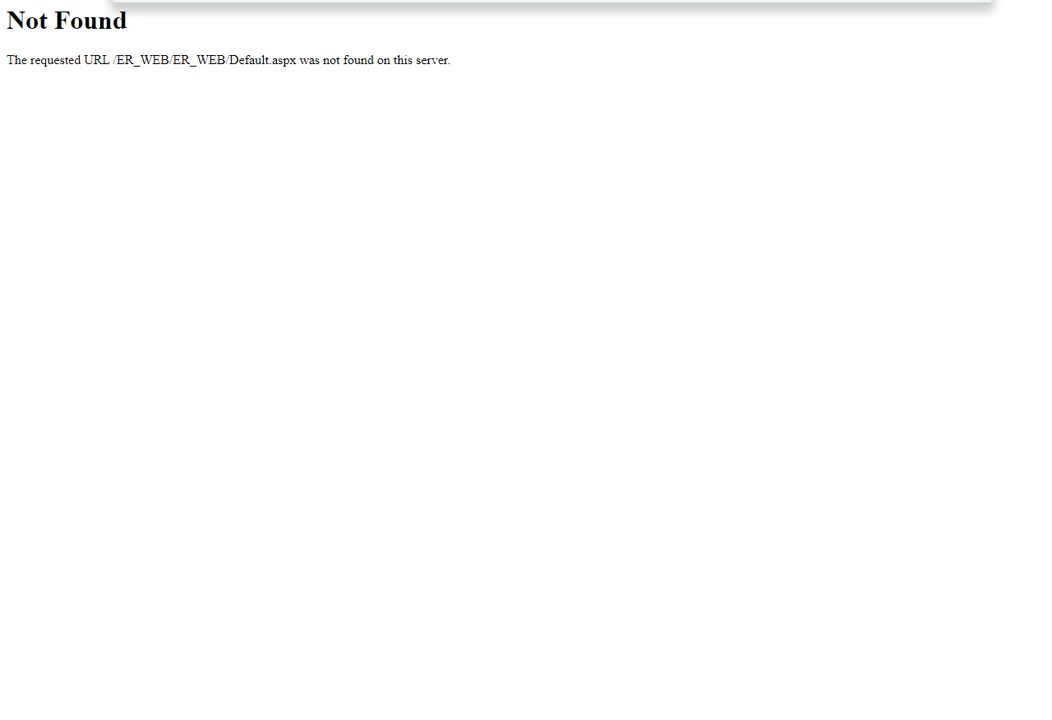 Not Found
The requested URL /ER_WEB/ER_WEB/Default.aspx was not found on this server.